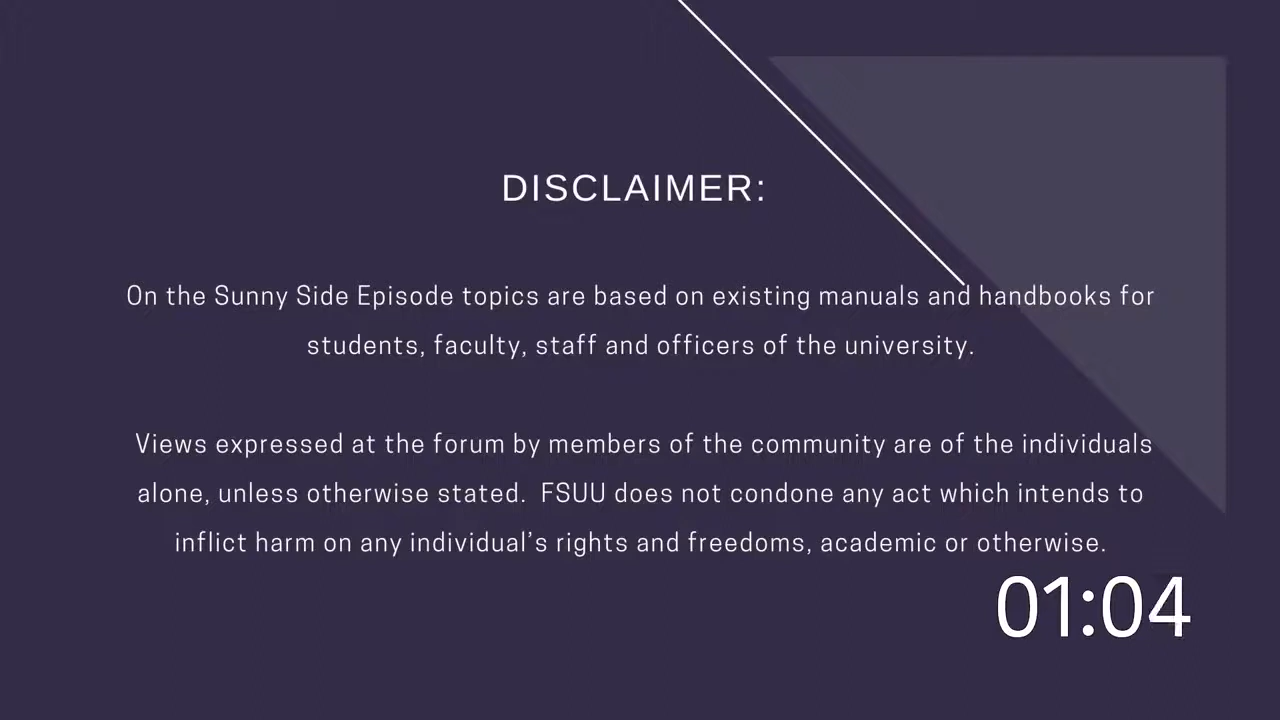 DISCLAIMER:
On the Sunny Side Episode topics are based on existing manuals and handbooks for
students, faculty, staff and officers of the university.
Views expressed at the forum by members of the community are of the individuals
alone, unless otherwise stated.  FSUU does not condone any act which intends to
inflict harm on any individual’s rights and freedoms, academic or otherwise.
01:04